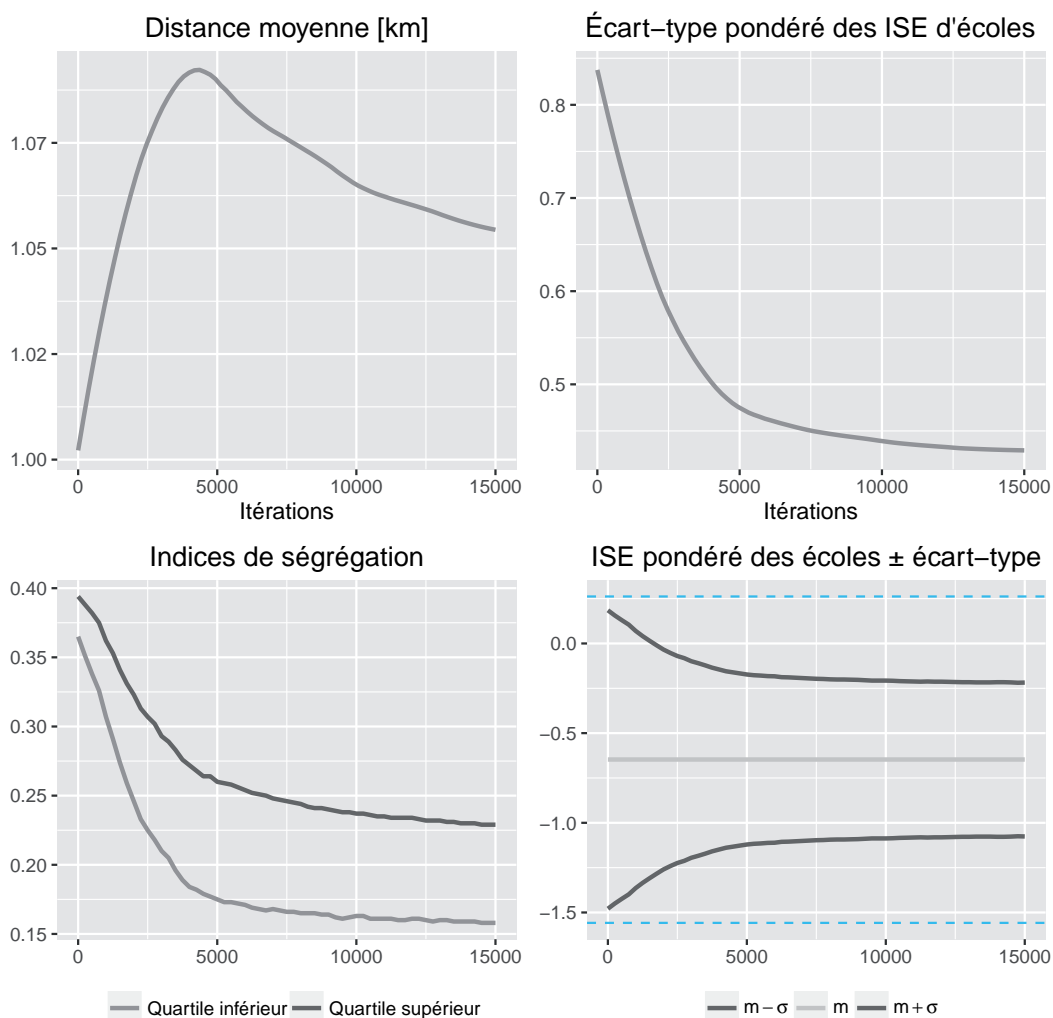 Distance moyenne [km]
1.07
1.05
1.02
1.00
0 5000 10000 15000
Itérations
Écart−type pondéré des ISE d'écoles
0.8
0.7
0.6
0.5
0 5000 10000 15000
Itérations
Indices de ségrégation
0.40
0.35
0.30
0.25
0.20
0.15
0 5000 10000 15000
Quartile inférieur Quartile supérieur
ISE pondéré des écoles ± écart−type
0.0
−0.5
−1.0
−1.5
0 5000 10000 15000
m − σ m m + σ